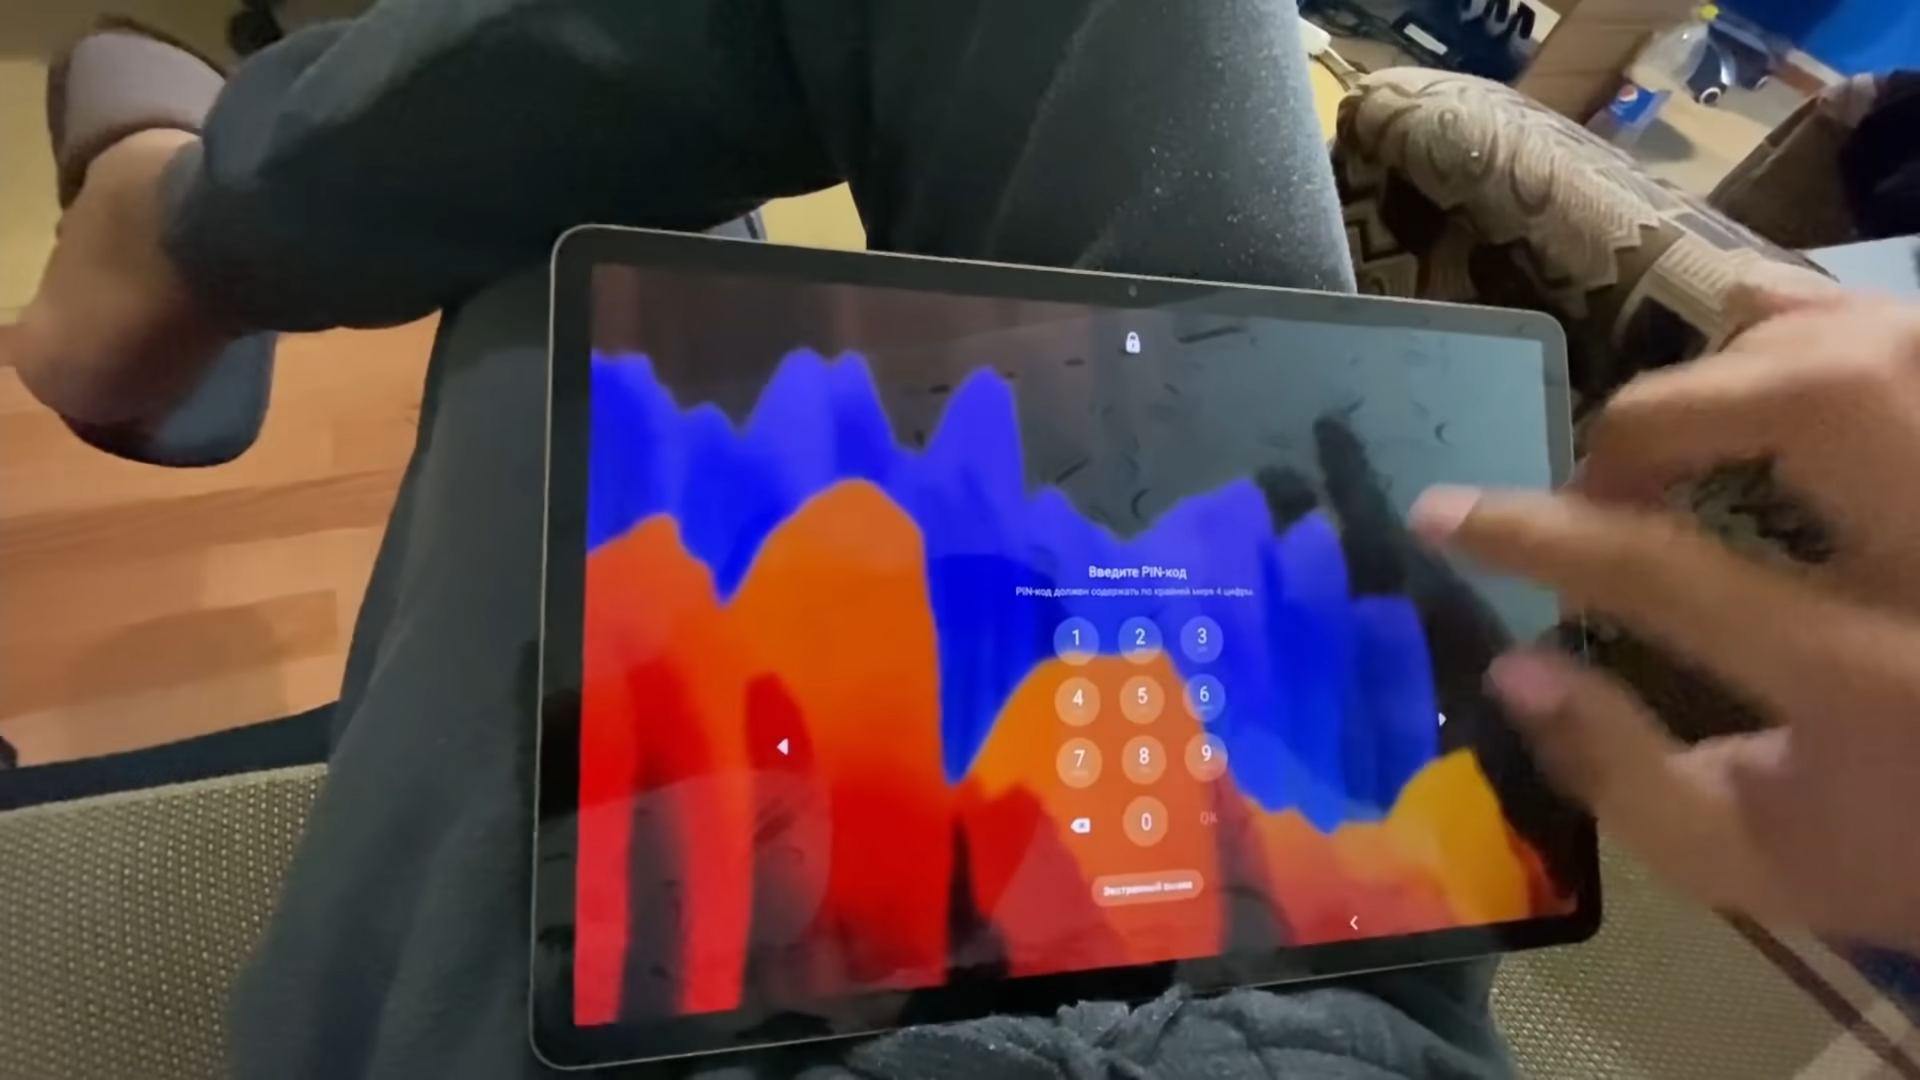 Введите PIN-код
PIN-код должен содержать по крайней мере 4 цифры.
1 2 3
4 5 6
7 8 9
0 OK
Экстренный вызов